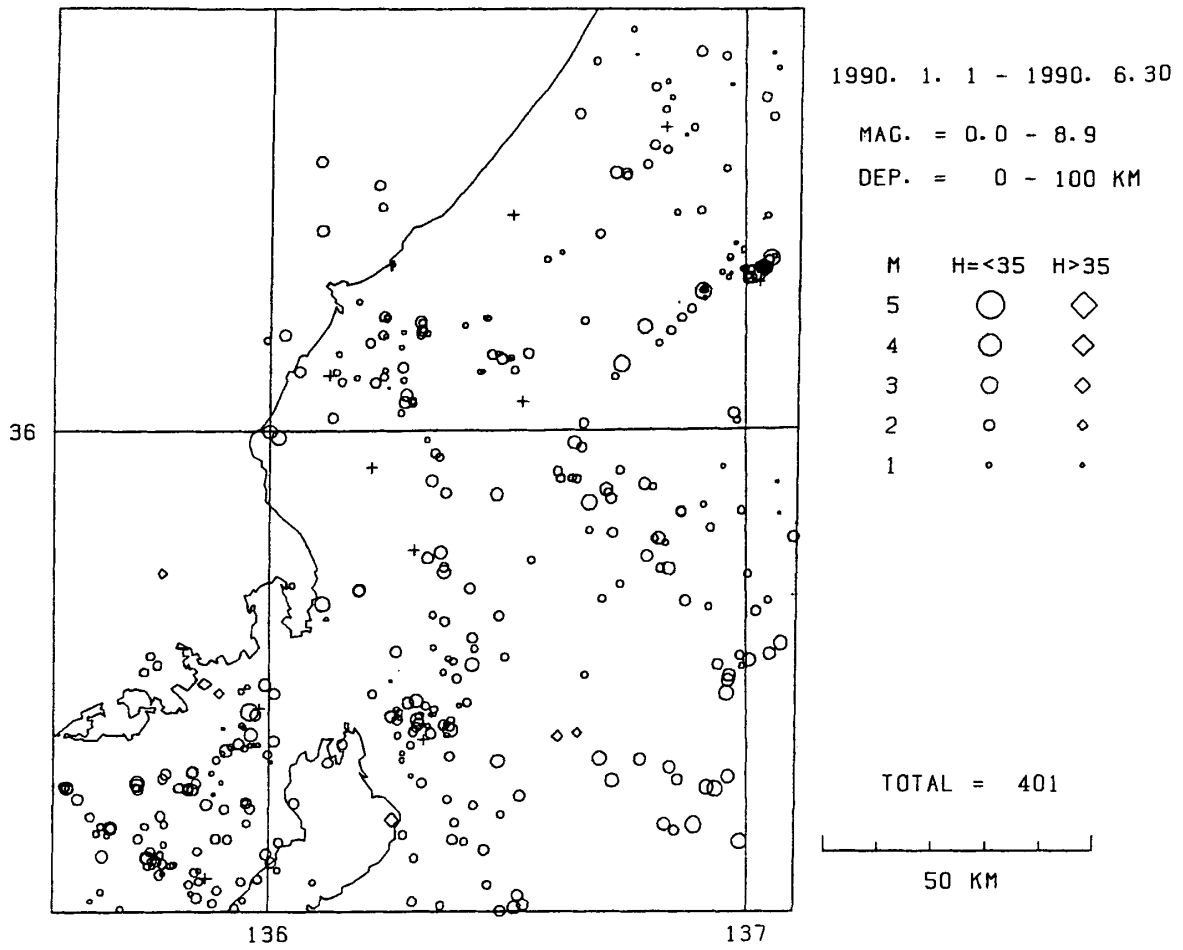 1990. 1. 1 - 1990. 6.30
MAG. = 0.0 - 8.9
DEP. = 0 - 100 KM
M H=<35 H>35
5
4
3
2
1
36
TOTAL = 401
50 KM
136 137